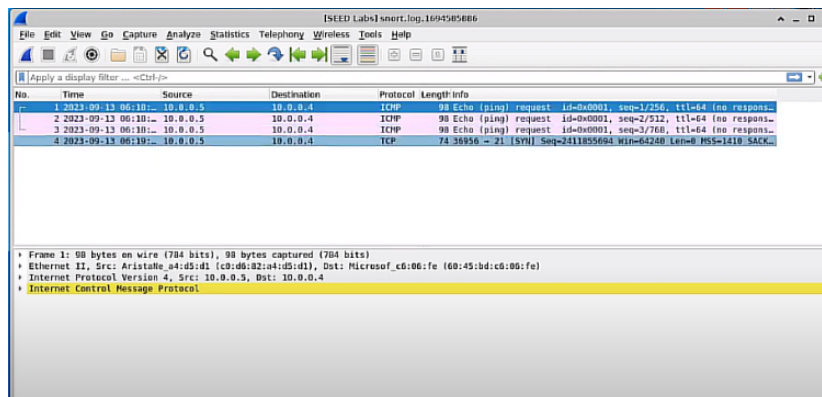 [SEED Labs] snort.log.1694585886
File Edit View Go Capture Analyze Statistics Telephony Wireless Tools Help
Apply a display filter ... <Ctrl-/>
No. Time Source Destination Protocol Length Info
1 2023-09-13 06:18:… 10.0.0.5 10.0.0.4 ICMP 98 Echo (ping) request id=0x0001, seq=1/256, ttl=64 (no respons…
2 2023-09-13 06:18:… 10.0.0.5 10.0.0.4 ICMP 98 Echo (ping) request id=0x0001, seq=2/512, ttl=64 (no respons…
3 2023-09-13 06:18:… 10.0.0.5 10.0.0.4 ICMP 98 Echo (ping) request id=0x0001, seq=3/768, ttl=64 (no respons…
4 2023-09-13 06:19:… 10.0.0.5 10.0.0.4 TCP 74 36956 → 21 [SYN] Seq=2411855694 Win=64240 Len=0 MSS=1410 SACK…
Frame 1: 98 bytes on wire (784 bits), 98 bytes captured (784 bits)
Ethernet II, Src: AristaNe_a4:d5:d1 (c0:d6:82:a4:d5:d1), Dst: Microsof_c6:06:fe (60:45:bd:c6:06:fe)
Internet Protocol Version 4, Src: 10.0.0.5, Dst: 10.0.0.4
Internet Control Message Protocol